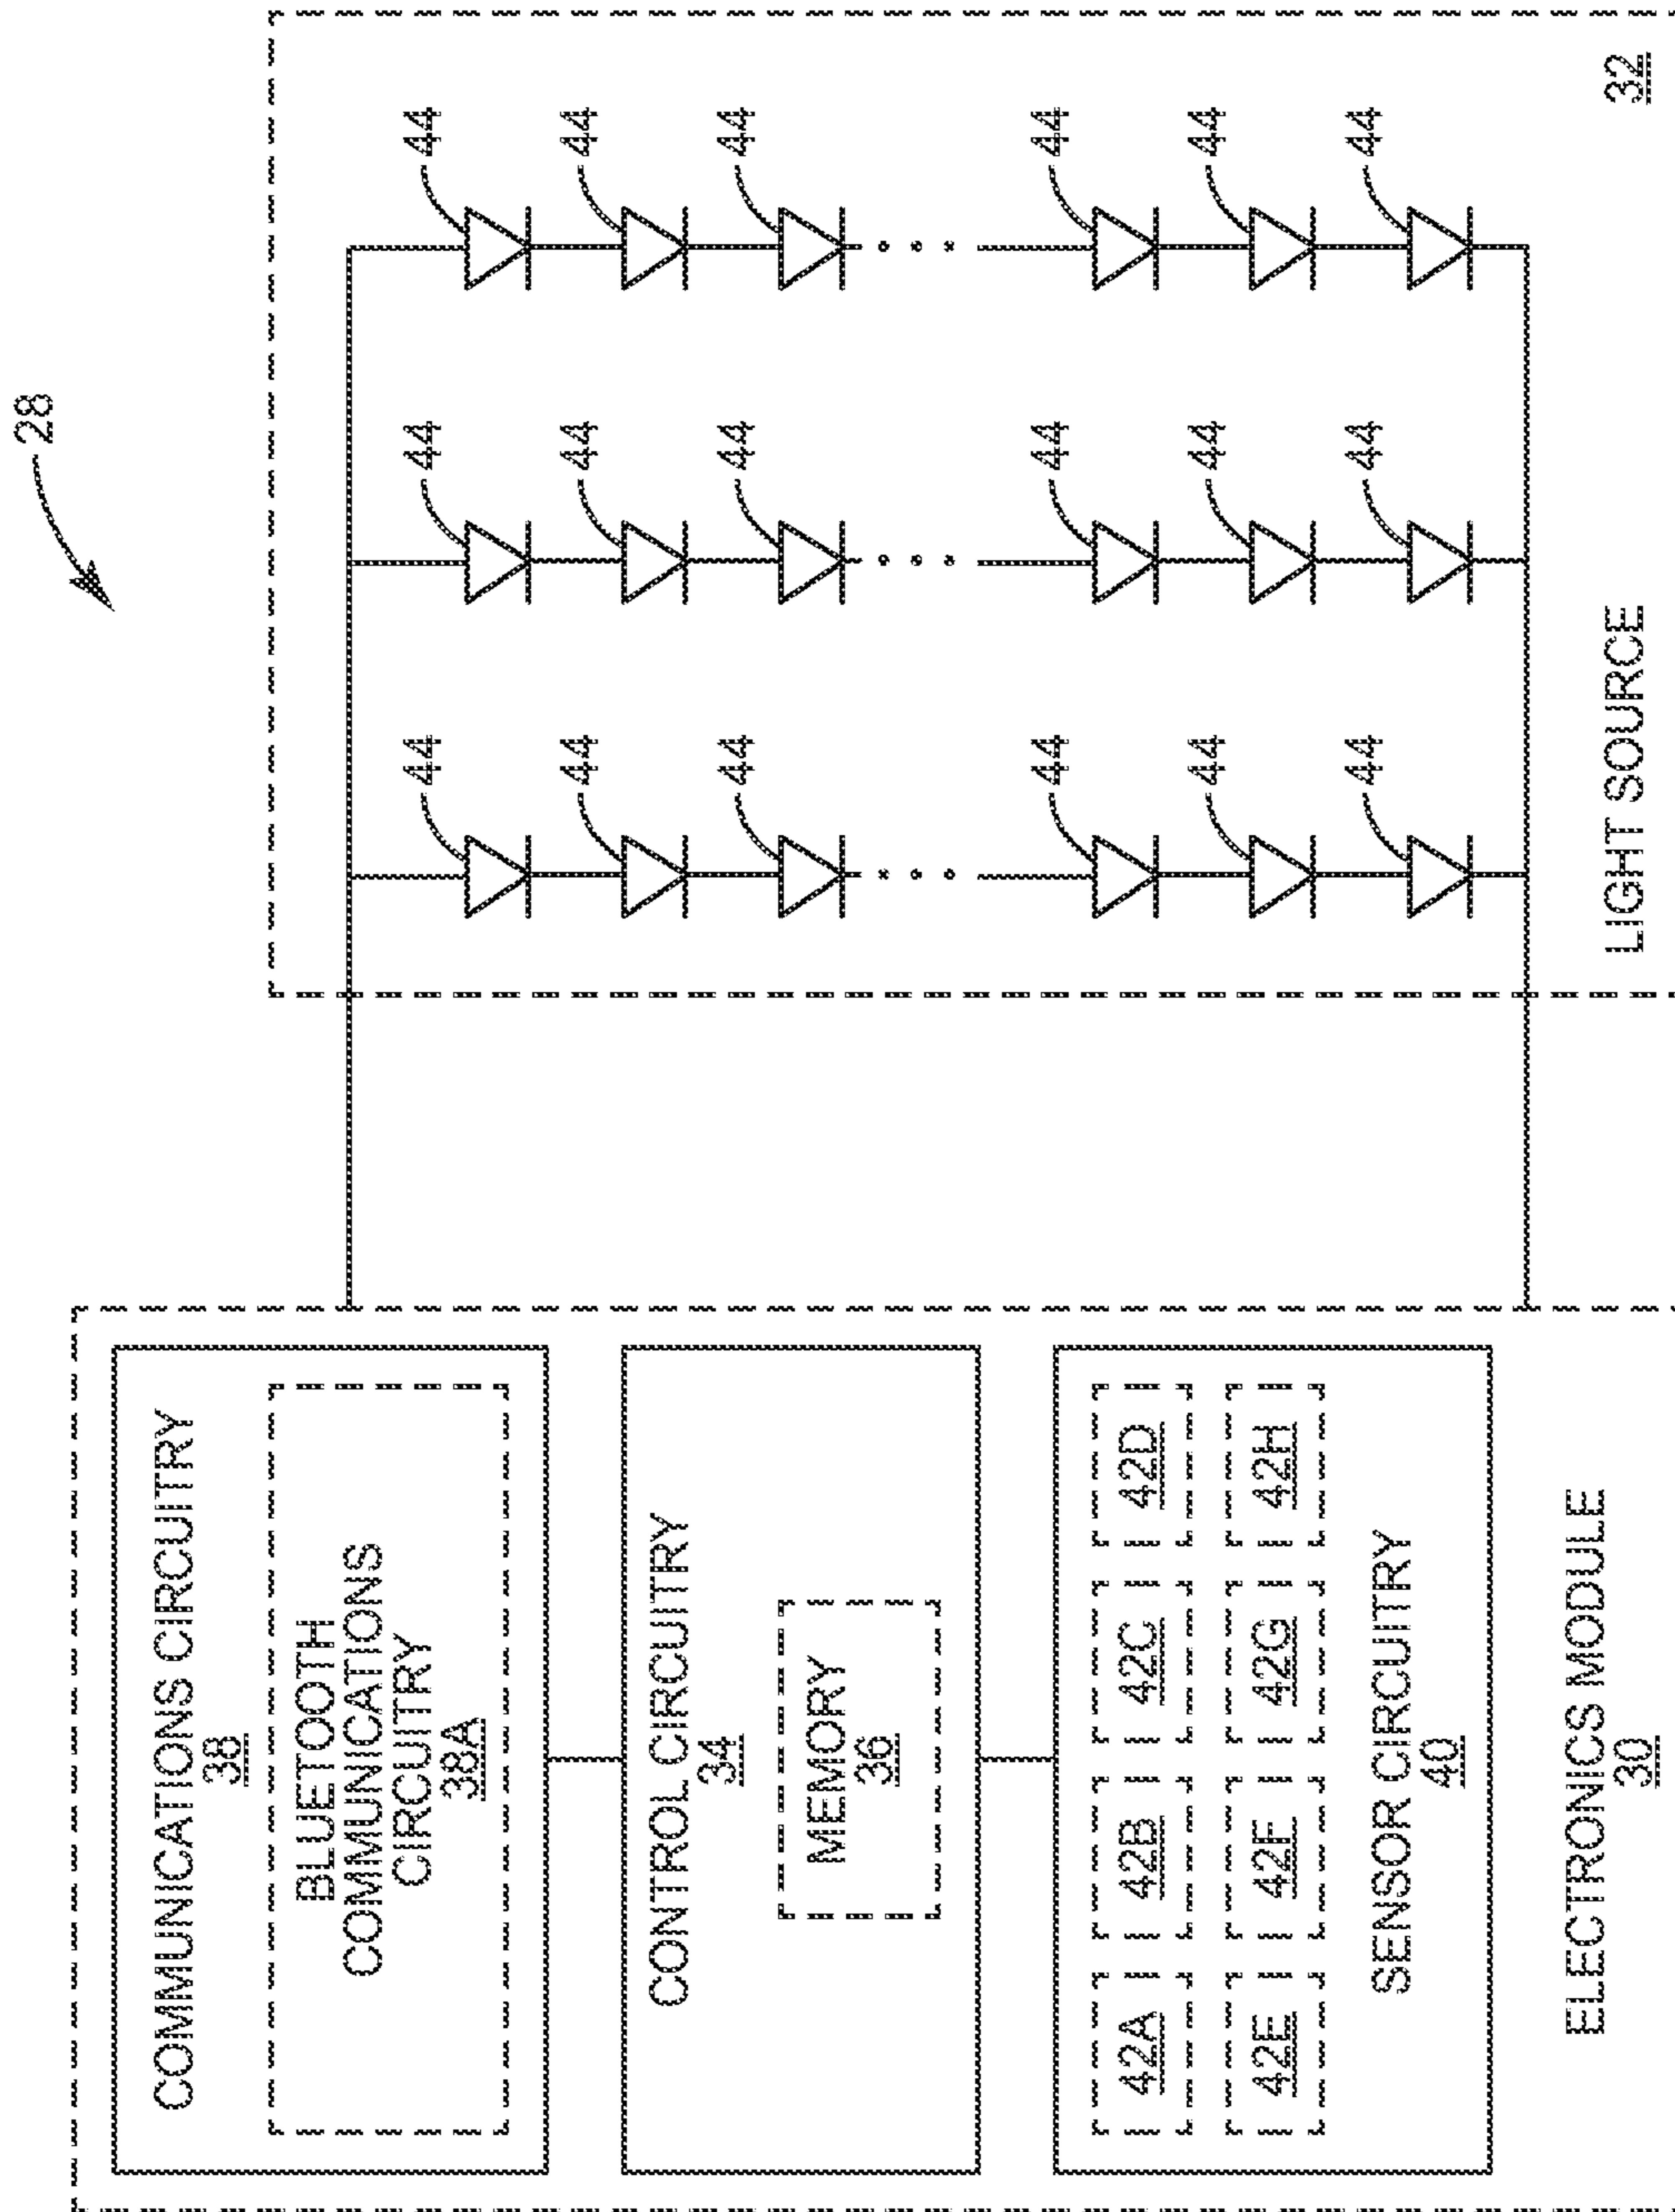 28
COMMUNICATIONS CIRCUITRY
38
BLUETOOTH
COMMUNICATIONS
CIRCUITRY
38A
CONTROL CIRCUITRY
34
MEMORY
36
42A 42B 42C 42D
42E 42F 42G 42H
SENSOR CIRCUITRY
40
ELECTRONICS MODULE
30
44 44 44
44 44 44
44 44 44
44 44 44
44 44 44
44 44 44
LIGHT SOURCE
32